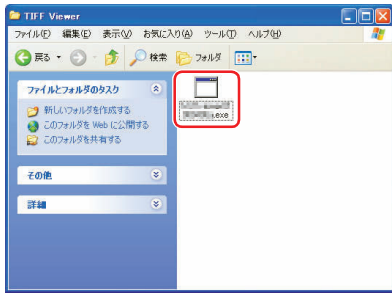 TIFF Viewer
ファイル(F) 編集(E) 表示(V) お気に入り(A) ツール(T) ヘルプ(H)
戻る 検索 フォルダ
ファイルとフォルダのタスク
新しいフォルダを作成する
このフォルダを Web に公開する
このフォルダを共有する
.exe
その他
詳細